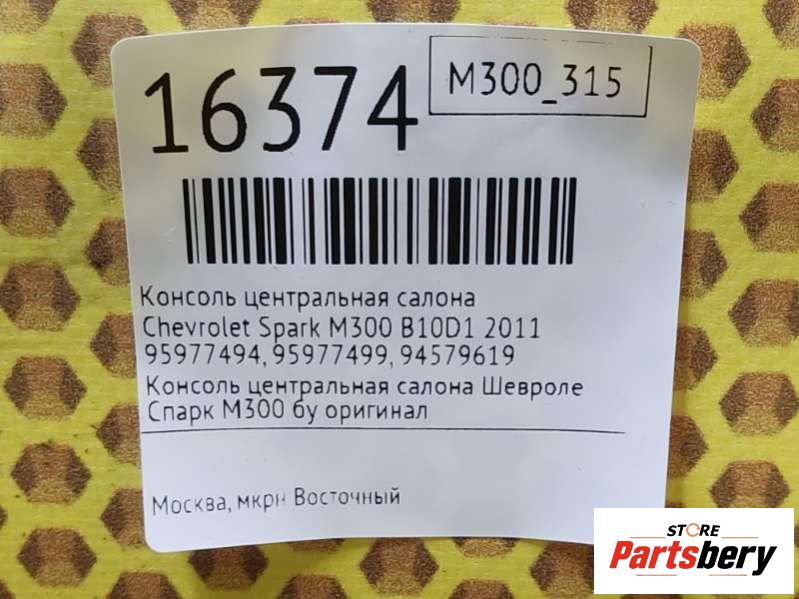 16374
M300_315
Консоль центральная салона
Chevrolet Spark M300 B10D1 2011
95977494, 95977499, 94579619
Консоль центральная салона Шевроле
Спарк М300 бу оригинал
Москва, мкрн Восточный
STORE
Partsbery